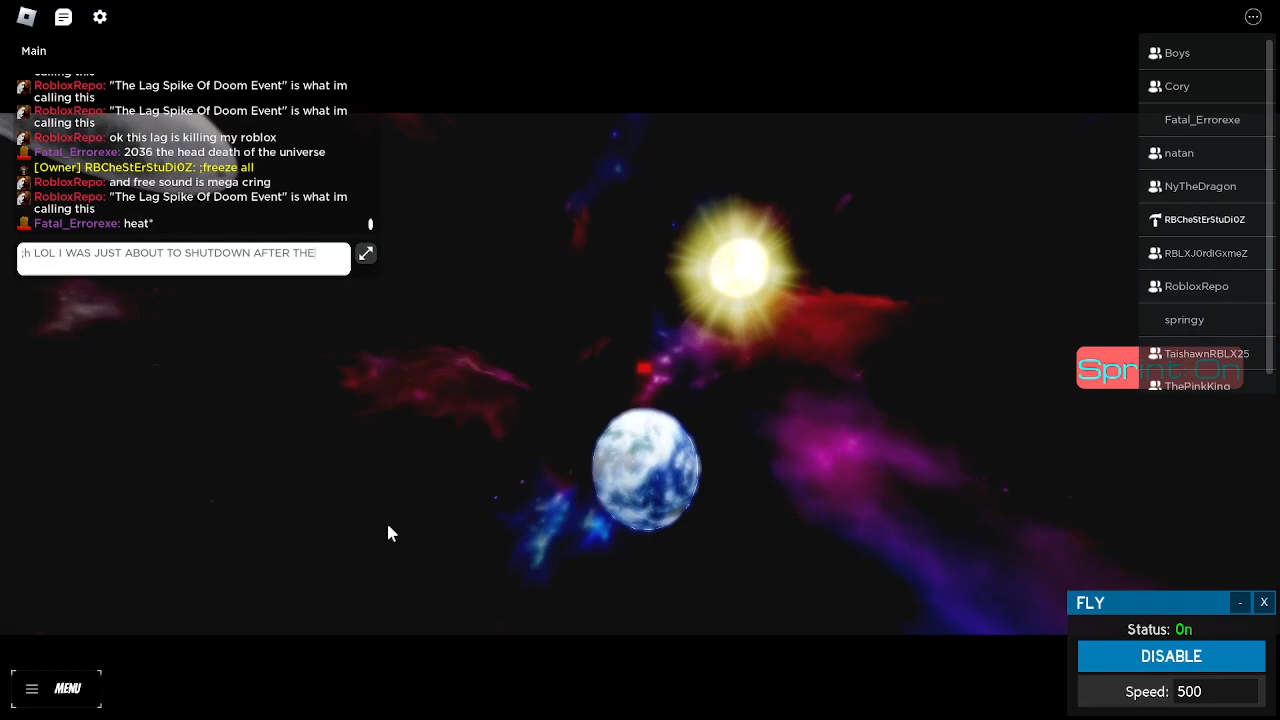 Main
calling this
RobloxRepo: "The Lag Spike Of Doom Event" is what im
calling this
RobloxRepo: "The Lag Spike Of Doom Event" is what im
calling this
RobloxRepo: ok this lag is killing my roblox
Fatal_Errorexe: 2036 the head death of the universe
[Owner] RBCheStErStuDi0Z: ;freeze all
RobloxRepo: and free sound is mega cring
RobloxRepo: "The Lag Spike Of Doom Event" is what im
calling this
Fatal_Errorexe: heat*
;h LOL I WAS JUST ABOUT TO SHUTDOWN AFTER THE
Boys
Cory
Fatal_Errorexe
natan
NyTheDragon
RBCheStErStuDi0Z
RBLXJ0rdIGxmeZ
RobloxRepo
springy
TaishawnRBLX25
Sprint: On
ThePinkKing
FLY
- X
Status: On
DISABLE
Speed: 500
MENU